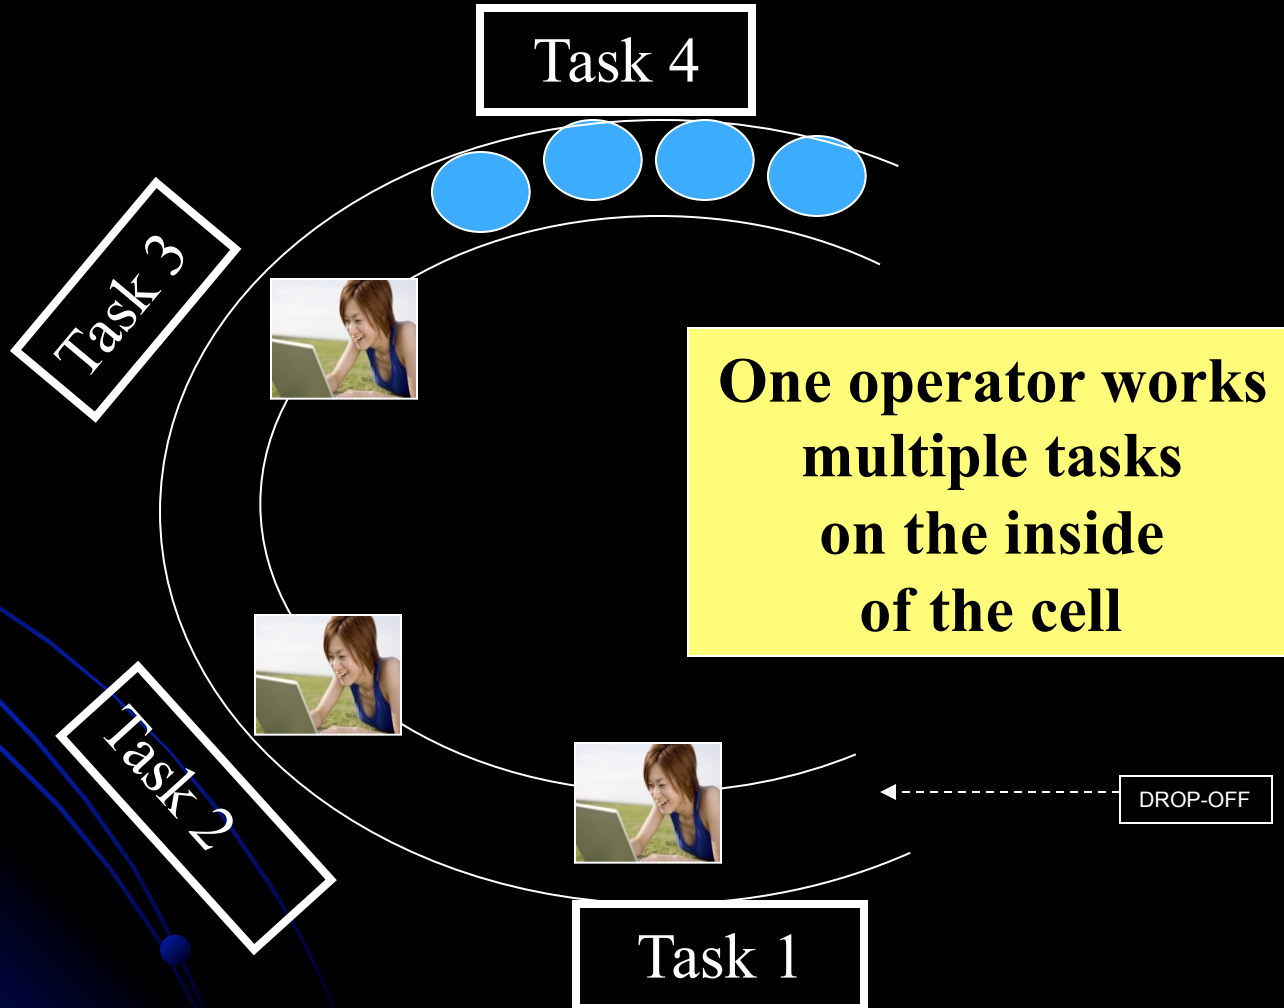 Task 4
Task 3
One operator works
multiple tasks
on the inside
of the cell
Task 2
DROP-OFF
Task 1